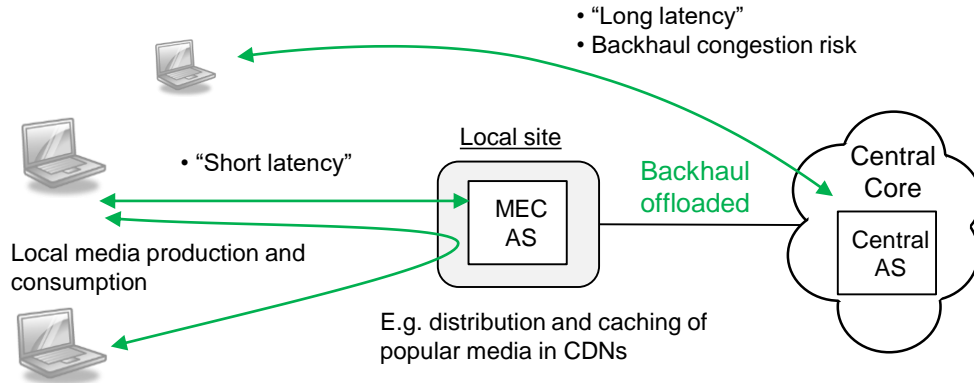 • “Long latency”
• Backhaul congestion risk
Local site
• “Short latency”
MEC
AS
Backhaul
offloaded
Central
Core
Central
AS
Local media production and
consumption
E.g. distribution and caching of
popular media in CDNs